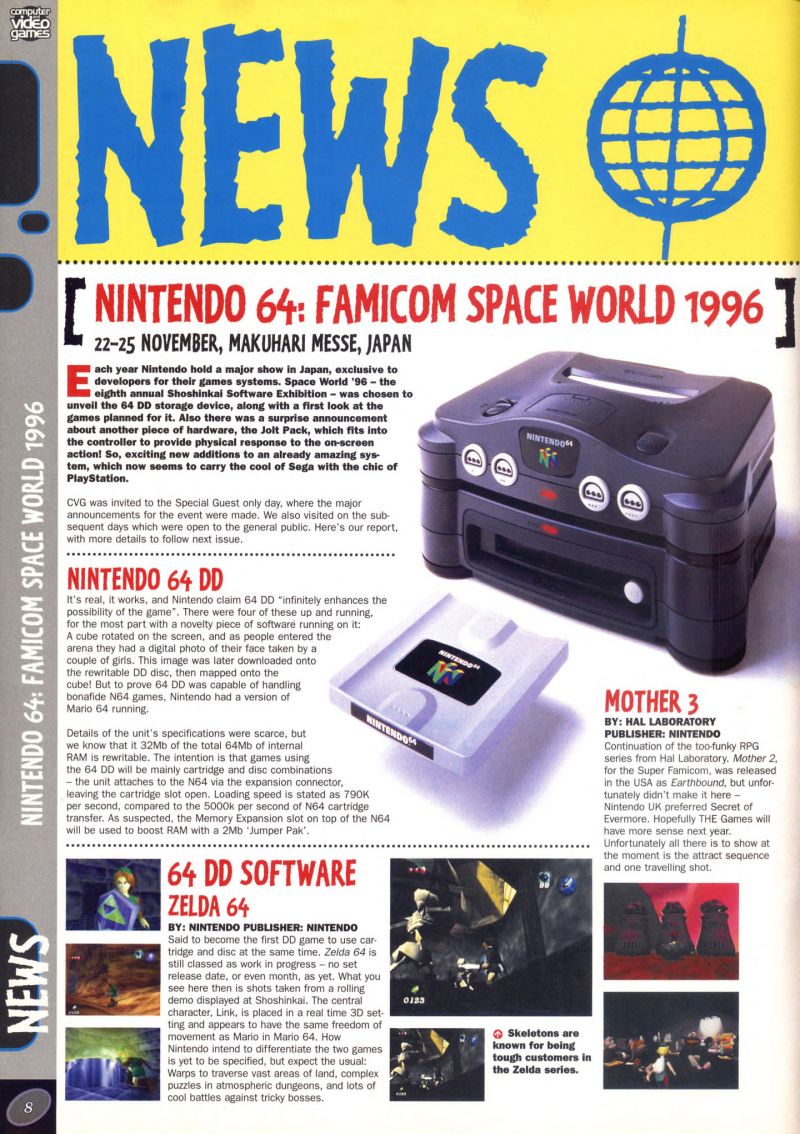 computer
video
games
NEWS
NINTENDO 64: FAMICOM SPACE WORLD 1996
22–25 NOVEMBER, MAKUHARI MESSE, JAPAN
Each year Nintendo hold a major show in Japan, exclusive to
developers for their games systems. Space World '96 – the
eighth annual Shoshinkai Software Exhibition – was chosen to
unveil the 64 DD storage device, along with a first look at the
games planned for it. Also there was a surprise announcement
about another piece of hardware, the Jolt Pack, which fits into
the controller to provide physical response to the on-screen
action! So, exciting new additions to an already amazing sys-
tem, which now seems to carry the cool of Sega with the chic of
PlayStation.
CVG was invited to the Special Guest only day, where the major
announcements for the event were made. We also visited on the sub-
sequent days which were open to the general public. Here's our report,
with more details to follow next issue.
NINTENDO 64 DD
It's real, it works, and Nintendo claim 64 DD “infinitely enhances the
possibility of the game”. There were four of these up and running,
for the most part with a novelty piece of software running on it:
A cube rotated on the screen, and as people entered the
arena they had a digital photo of their face taken by a
couple of girls. This image was later downloaded onto
the rewritable DD disc, then mapped onto the
cube! But to prove 64 DD was capable of handling
bonafide N64 games, Nintendo had a version of
Mario 64 running.
Details of the unit's specifications were scarce, but
we know that it 32Mb of the total 64Mb of internal
RAM is rewritable. The intention is that games using
the 64 DD will be mainly cartridge and disc combinations
– the unit attaches to the N64 via the expansion connector,
leaving the cartridge slot open. Loading speed is stated as 790K
per second, compared to the 5000k per second of N64 cartridge
transfer. As suspected, the Memory Expansion slot on top of the N64
will be used to boost RAM with a 2Mb ‘Jumper Pak’.
NINTENDO64
NINTENDO64
NINTENDO64
MOTHER 3
BY: HAL LABORATORY
PUBLISHER: NINTENDO
Continuation of the too-funky RPG
series from Hal Laboratory. Mother 2,
for the Super Famicom, was released
in the USA as Earthbound, but unfor-
tunately didn't make it here –
Nintendo UK preferred Secret of
Evermore. Hopefully THE Games will
have more sense next year.
Unfortunately all there is to show at
the moment is the attract sequence
and one travelling shot.
64 DD SOFTWARE
ZELDA 64
BY: NINTENDO PUBLISHER: NINTENDO
Said to become the first DD game to use car-
tridge and disc at the same time. Zelda 64 is
still classed as work in progress – no set
release date, or even month, as yet. What you
see here then is shots taken from a rolling
demo displayed at Shoshinkai. The central
character, Link, is placed in a real time 3D set-
ting and appears to have the same freedom of
movement as Mario in Mario 64. How
Nintendo intend to differentiate the two games
is yet to be specified, but expect the usual:
Warps to traverse vast areas of land, complex
puzzles in atmospheric dungeons, and lots of
cool battles against tricky bosses.
0123
Skeletons are
known for being
tough customers in
the Zelda series.
NINTENDO 64: FAMICOM SPACE WORLD 1996
NEWS
8